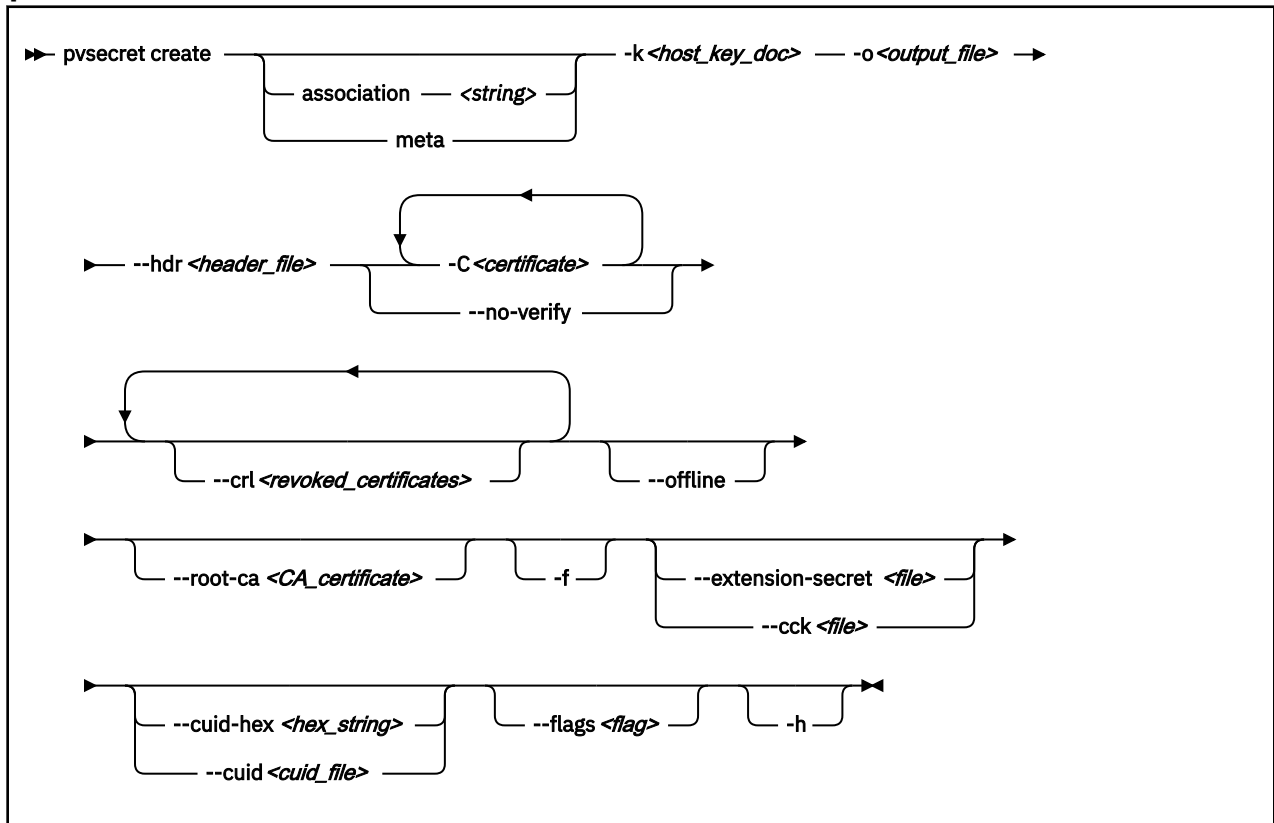 pvsecret create -k <host_key_doc> -o <output_file>
association <string>
meta
--hdr <header_file> -C <certificate>
--no-verify
--crl <revoked_certificates> --offline
--root-ca <CA_certificate> -f --extension-secret <file>
--cck <file>
--cuid-hex <hex_string> --flags <flag> -h
--cuid <cuid_file>